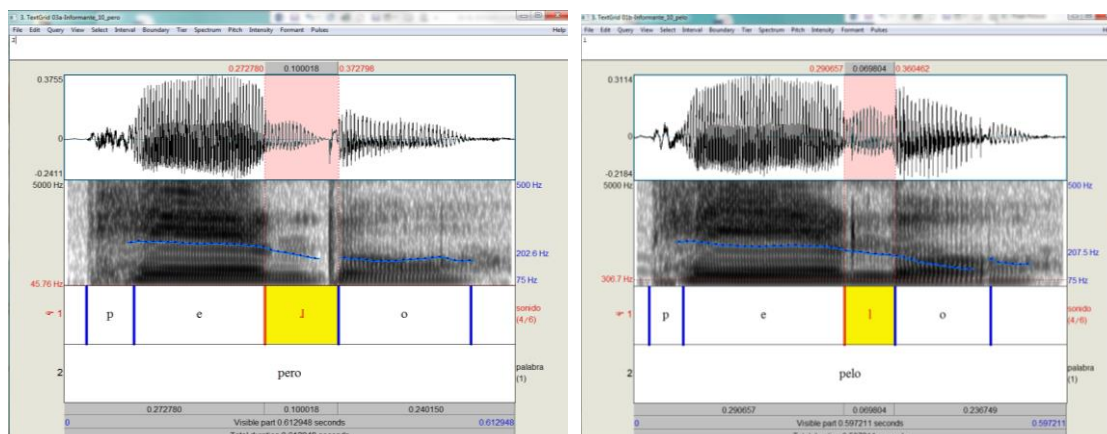 3. TextGrid 03a-Informante_30_pero
File Edit Query View Select Interval Boundary Tier Spectrum Pitch Intensity Formant Pulses Help
0.272780 0.100018 0.372798
0.3755
0
-0.2411
5000 Hz 500 Hz
202.6 Hz
45.76 Hz 75 Hz
1 p e o sonido
(4/6)
2 pero palabra
(1)
0.272780 0.100018 0.240150
0 Visible part 0.612948 seconds 0.612948
Total duration 0.612948 seconds
3. TextGrid 01b-Informante_30_pelo
File Edit Query View Select Interval Boundary Tier Spectrum Pitch Intensity Formant Pulses
0.290657 0.069804 0.360462
0.3114
0
-0.2184
5000 Hz 500 Hz
207.5 Hz
306.7 Hz 75 Hz
1 p e l o sonido
(4/6)
2 pelo palabra
(1)
0.290657 0.069804 0.236749
0 Visible part 0.597211 seconds 0.597211